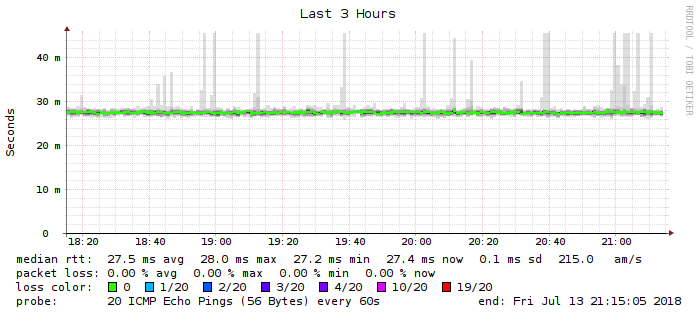 Last 3 Hours
RRDTOOL / TOBI OETIKER
Seconds
40 m
30 m
20 m
10 m
0
18:20 18:40 19:00 19:20 19:40 20:00 20:20 20:40 21:00
median rtt: 27.5 ms avg 28.0 ms max 27.2 ms min 27.4 ms now 0.1 ms sd 215.0 am/s
packet loss: 0.00 % avg 0.00 % max 0.00 % min 0.00 % now
loss color: 0 1/20 2/20 3/20 4/20 10/20 19/20
probe: 20 ICMP Echo Pings (56 Bytes) every 60s end: Fri Jul 13 21:15:05 2018